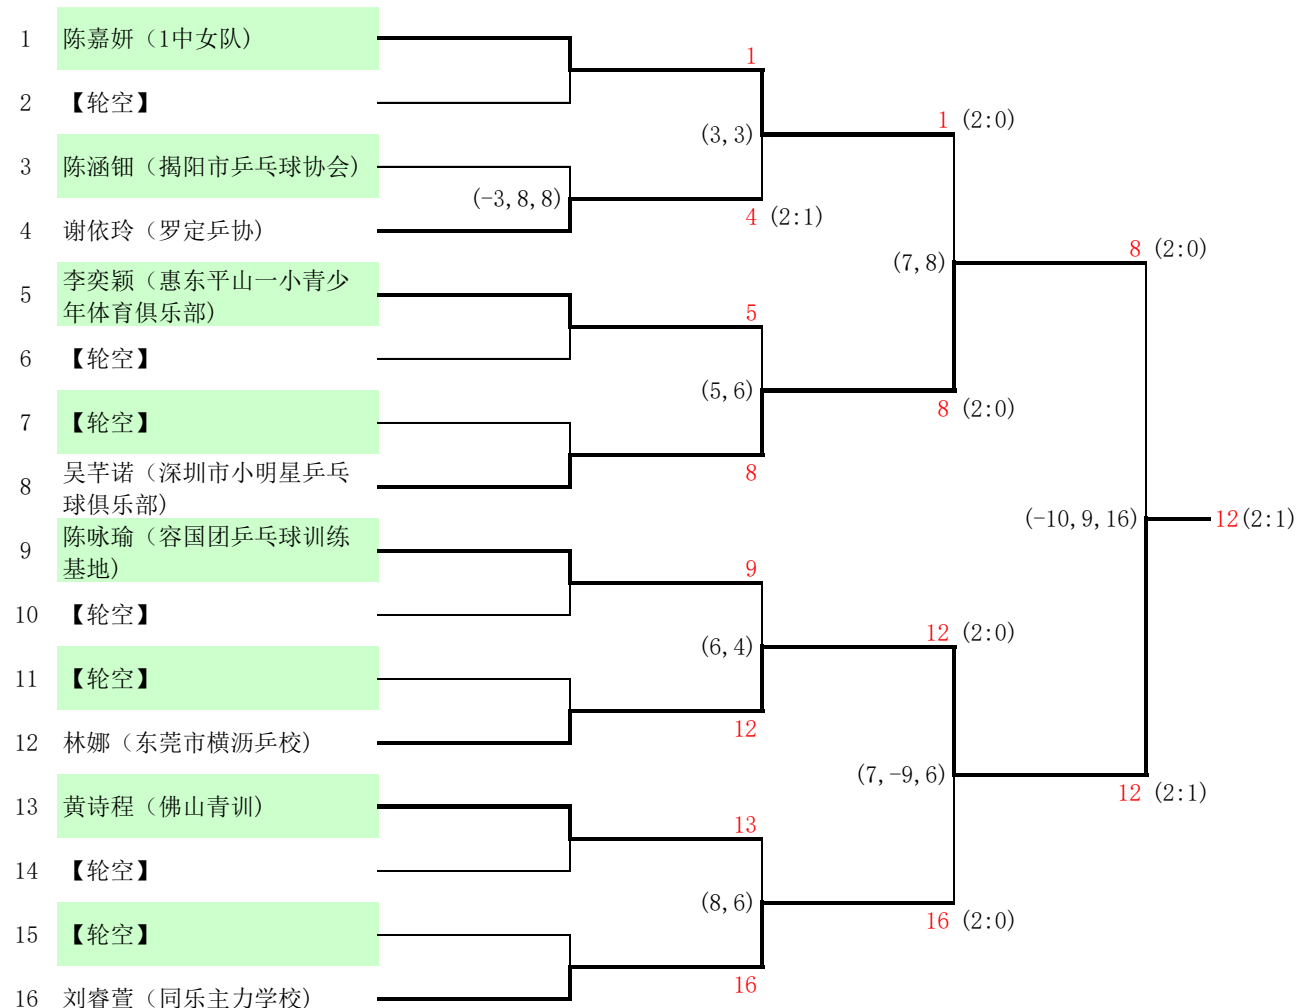 1 陈嘉妍（1中女队）
2 【轮空】
3 陈涵钿（揭阳市乒乓球协会）
4 谢依玲（罗定乒协）
5 李奕颖（惠东平山一小青少
年体育俱乐部）
6 【轮空】
7 【轮空】
8 吴芊诺（深圳市小明星乒乓
球俱乐部）
9 陈咏瑜（容国团乒乓球训练
基地）
10 【轮空】
11 【轮空】
12 林娜（东莞市横沥乒校）
13 黄诗程（佛山青训）
14 【轮空】
15 【轮空】
16 刘睿萱（同乐主力学校）
(-3,8,8)
1
(3,3)
4 (2:1)
5
(5,6)
8
9
(6,4)
12
13
(8,6)
16
1 (2:0)
(7,8)
8 (2:0)
12 (2:0)
(7,-9,6)
16 (2:0)
8 (2:0)
(-10,9,16)
12 (2:1)
12(2:1)